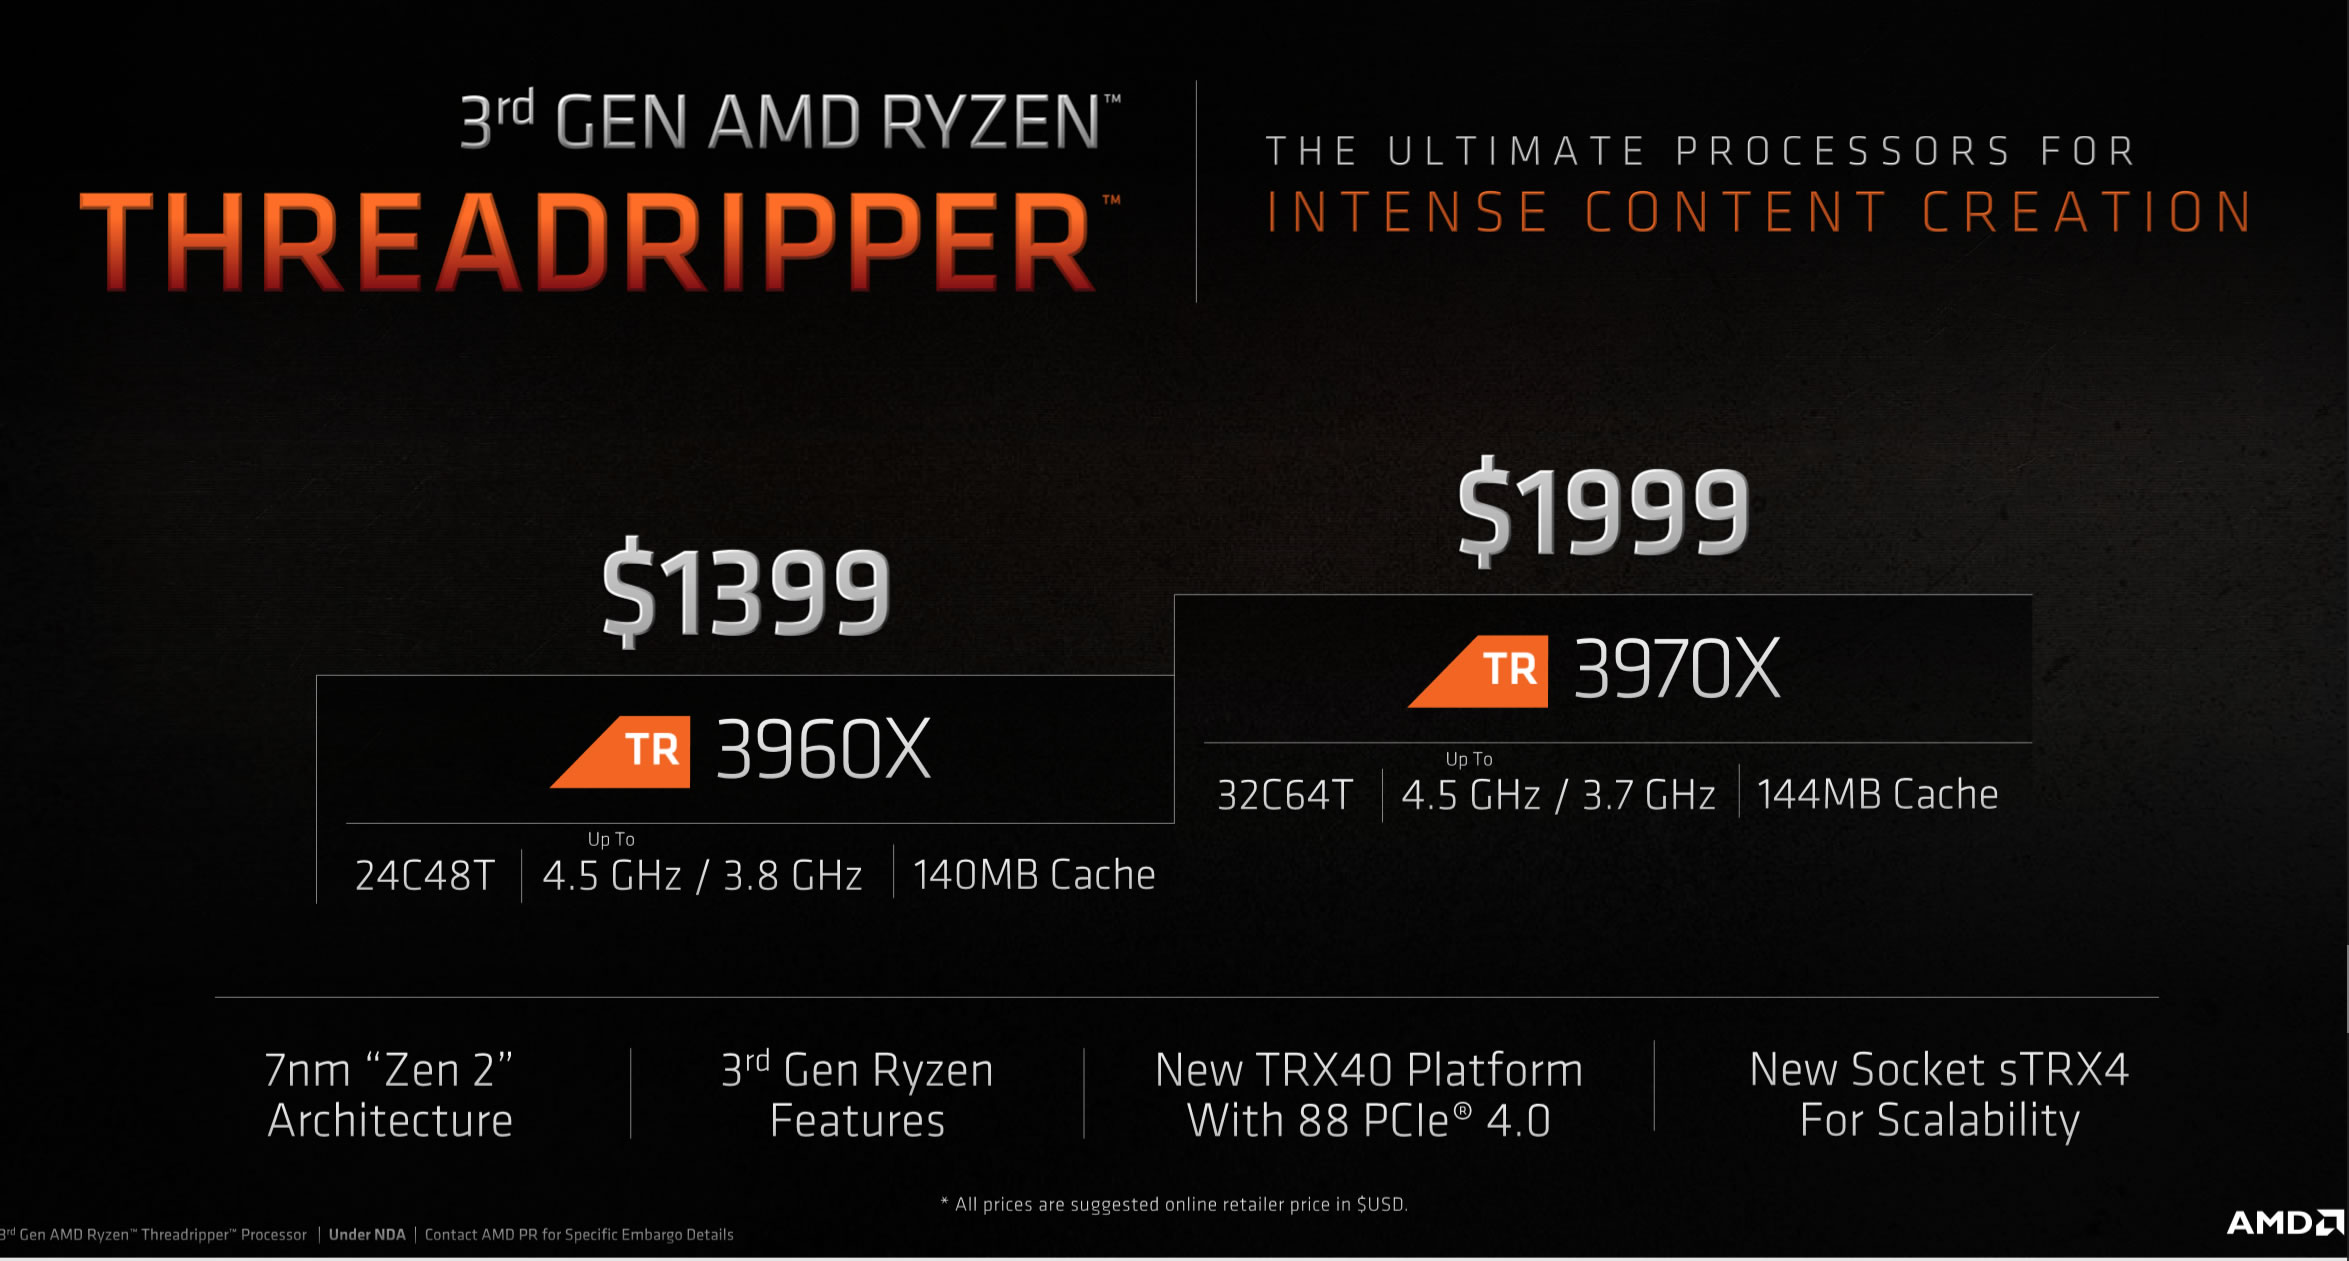 3rd GEN AMD RYZEN™
THREADRIPPER™
THE ULTIMATE PROCESSORS FOR
INTENSE CONTENT CREATION
$1399
TR 3960X
Up To
24C48T | 4.5 GHz / 3.8 GHz | 140MB Cache
$1999
TR 3970X
Up To
32C64T | 4.5 GHz / 3.7 GHz | 144MB Cache
7nm “Zen 2”
Architecture
3rd Gen Ryzen
Features
New TRX40 Platform
With 88 PCIe® 4.0
New Socket sTRX4
For Scalability
* All prices are suggested online retailer price in $USD.
3rd Gen AMD Ryzen™ Threadripper™ Processor | Under NDA | Contact AMD PR for Specific Embargo Details
AMD